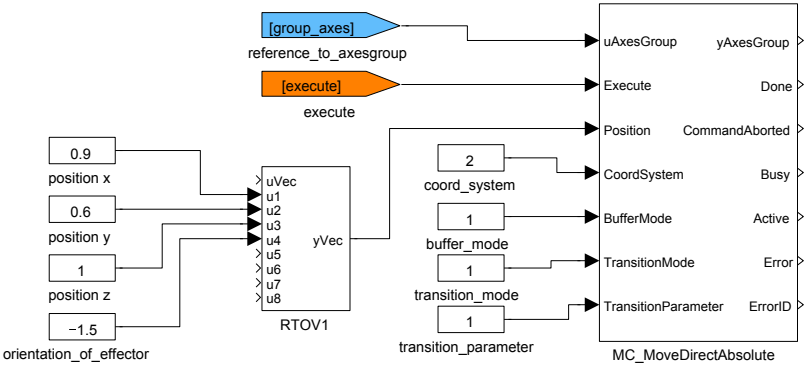 [group_axes]
reference_to_axesgroup
[execute]
execute
0.9
position x
0.6
position y
1
position z
−1.5
orientation_of_effector
uVec
u1
u2
u3
u4
u5
u6
u7
u8
yVec
RTOV1
2
coord_system
1
buffer_mode
1
transition_mode
1
transition_parameter
uAxesGroup
Execute
Position
CoordSystem
BufferMode
TransitionMode
TransitionParameter
yAxesGroup
Done
CommandAborted
Busy
Active
Error
ErrorID
MC_MoveDirectAbsolute